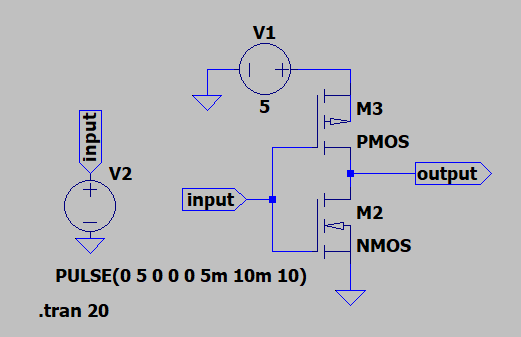 V1
5
M3
PMOS
input
V2
input
output
M2
NMOS
PULSE(0 5 0 0 0 5m 10m 10)
.tran 20